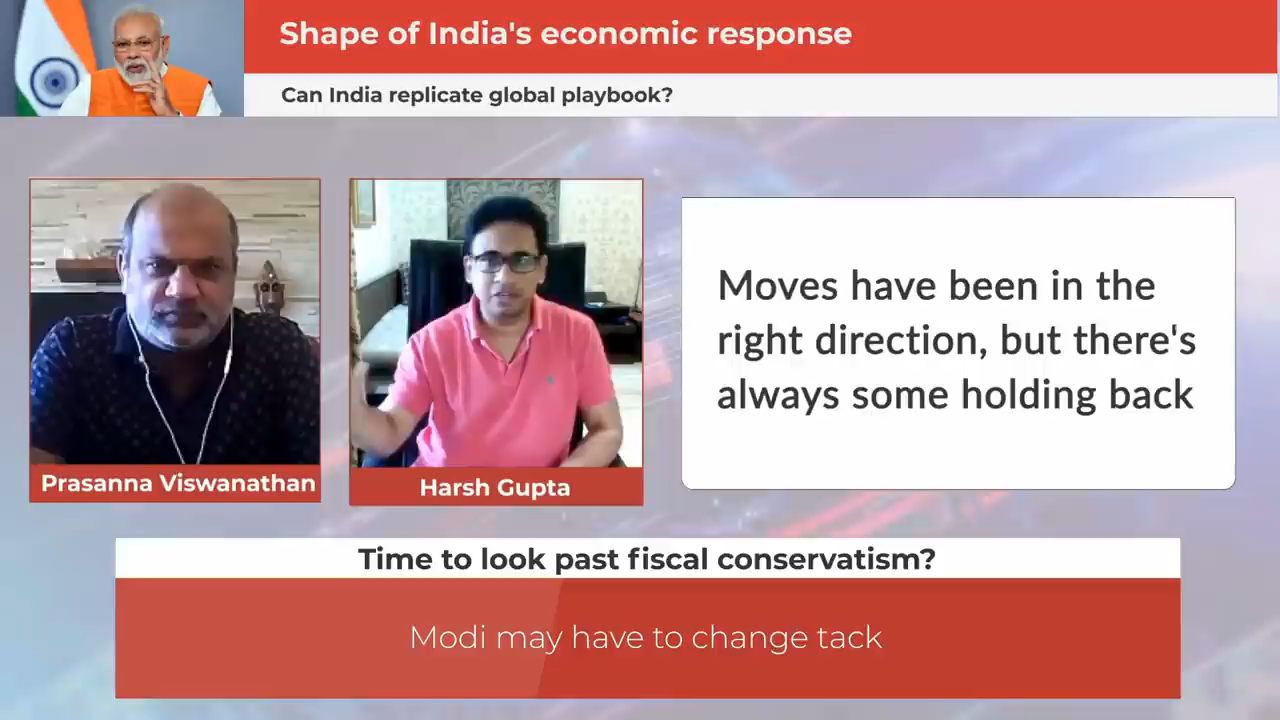 Shape of India's economic response
Can India replicate global playbook?
Moves have been in the
right direction, but there's
always some holding back
Prasanna Viswanathan
Harsh Gupta
Time to look past fiscal conservatism?
Modi may have to change tack